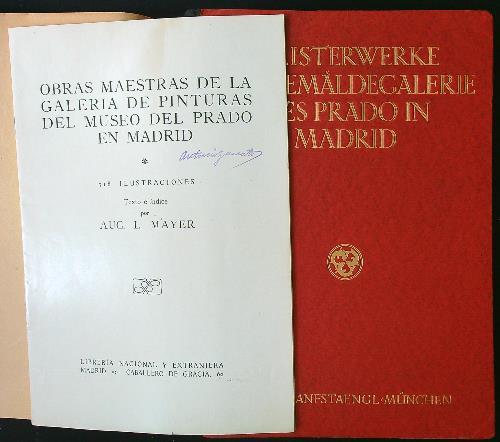 OBRAS MAESTRAS DE LA
GALERIA DE PINTURAS
DEL MUSEO DEL PRADO
EN MADRID
ILUSTRACIONES
Texto e índice
por
AUG. L. MAYER
LIBRERIA NACIONAL Y EXTRANJERA
MADRID CABALLERO DE GRACIA, 60
ISTERWERKE
EMÄLDEGALERIE
ES PRADO IN
MADRID
ANFSTAENGL·MÜNCHEN